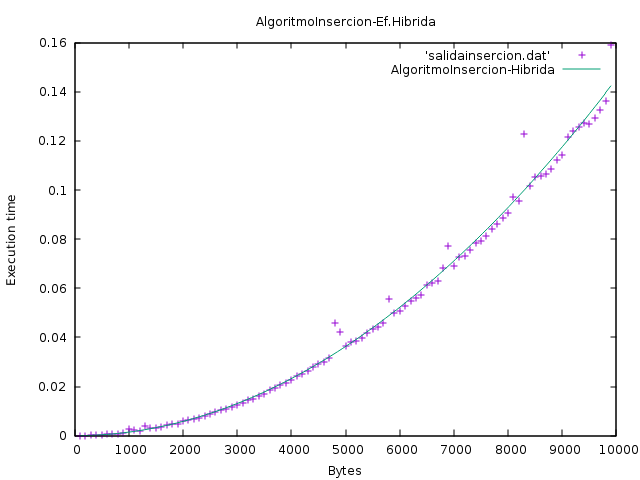 AlgoritmoInsercion-Ef.Hibrida
0.16
0.14
0.12
0.1
0.08
0.06
0.04
0.02
0
'salidainsercion.dat'
AlgoritmoInsercion-Hibrida
Execution time
0 1000 2000 3000 4000 5000 6000 7000 8000 9000 10000
Bytes